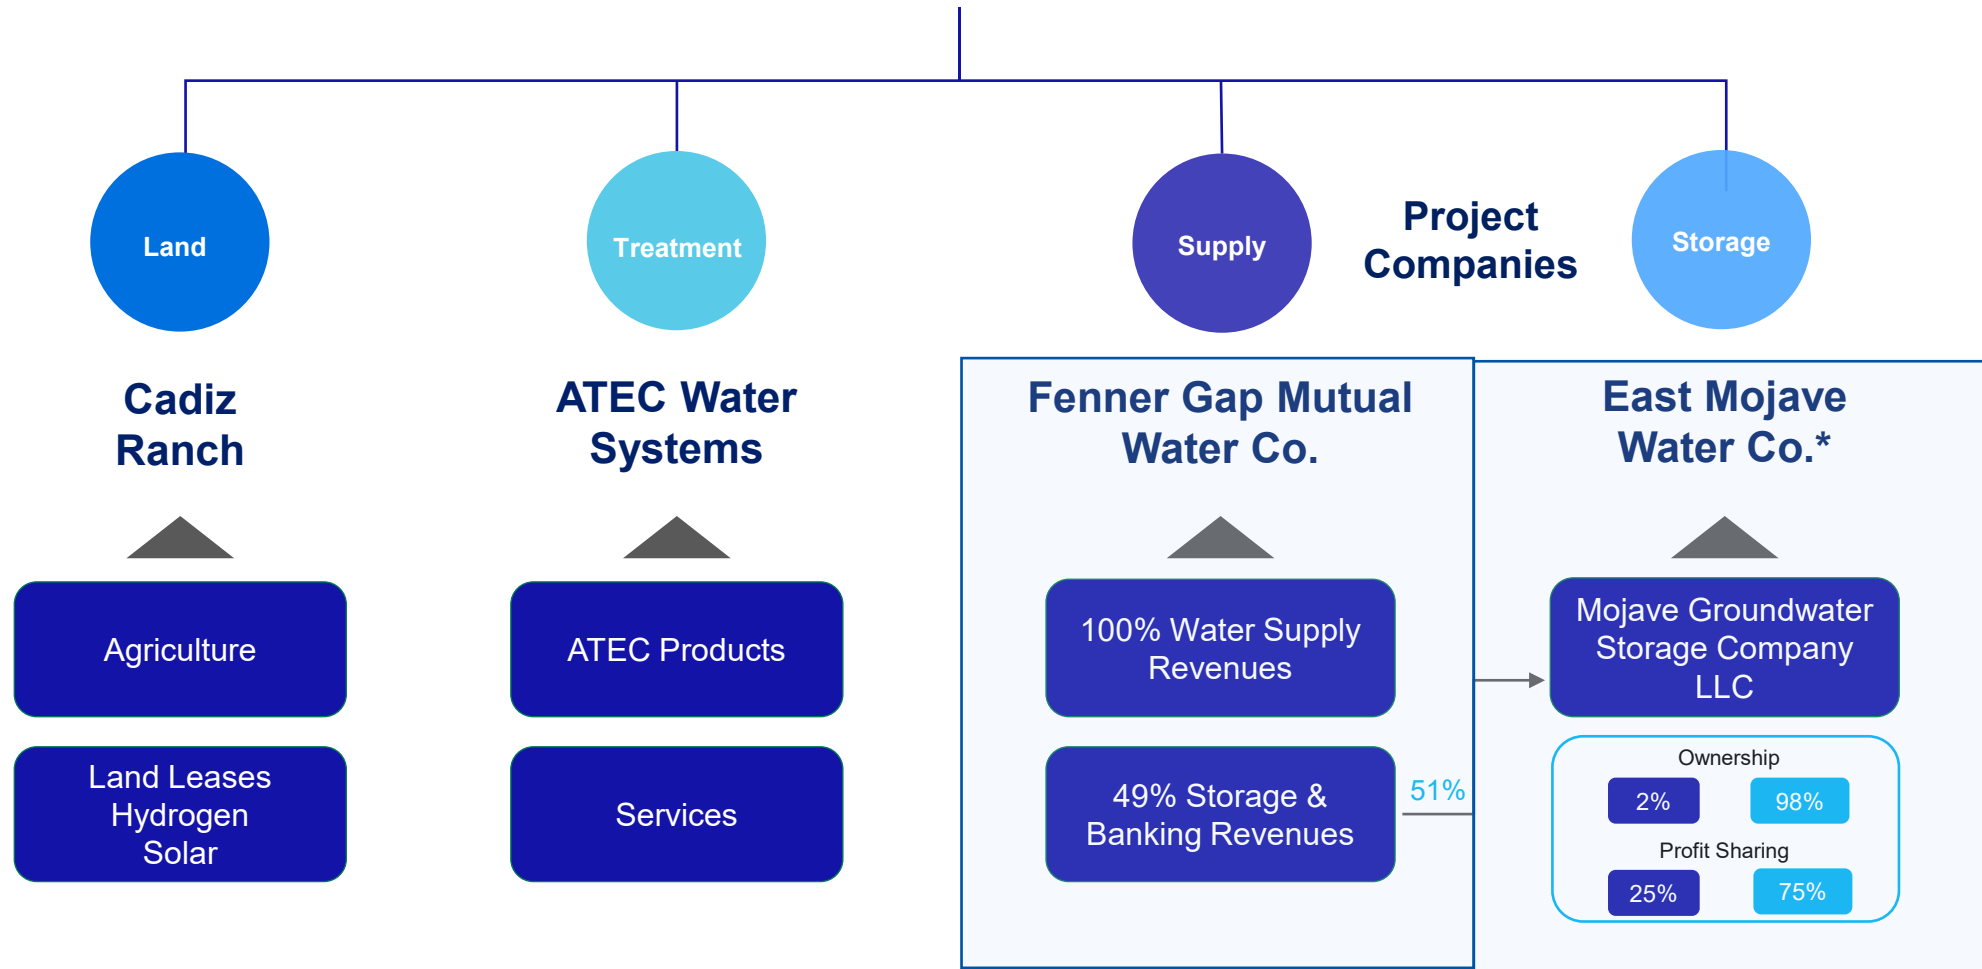 Land
Treatment
Supply
Project
Companies
Storage
Cadiz
Ranch
ATEC Water
Systems
Fenner Gap Mutual
Water Co.
East Mojave
Water Co.*
Agriculture
ATEC Products
100% Water Supply
Revenues
Mojave Groundwater
Storage Company
LLC
Land Leases
Hydrogen
Solar
Services
49% Storage &
Banking Revenues
51%
Ownership
2%
98%
Profit Sharing
25%
75%